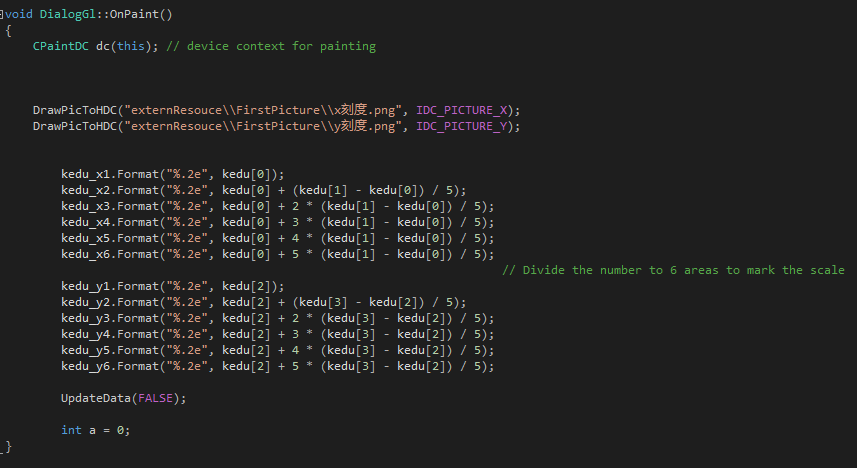 void DialogGl::OnPaint()
{
CPaintDC dc(this); // device context for painting
DrawPicToHDC("externResouce\\FirstPicture\\x刻度.png", IDC_PICTURE_X);
DrawPicToHDC("externResouce\\FirstPicture\\y刻度.png", IDC_PICTURE_Y);
kedu_x1.Format("%.2e", kedu[0]);
kedu_x2.Format("%.2e", kedu[0] + (kedu[1] - kedu[0]) / 5);
kedu_x3.Format("%.2e", kedu[0] + 2 * (kedu[1] - kedu[0]) / 5);
kedu_x4.Format("%.2e", kedu[0] + 3 * (kedu[1] - kedu[0]) / 5);
kedu_x5.Format("%.2e", kedu[0] + 4 * (kedu[1] - kedu[0]) / 5);
kedu_x6.Format("%.2e", kedu[0] + 5 * (kedu[1] - kedu[0]) / 5);
// Divide the number to 6 areas to mark the scale
kedu_y1.Format("%.2e", kedu[2]);
kedu_y2.Format("%.2e", kedu[2] + (kedu[3] - kedu[2]) / 5);
kedu_y3.Format("%.2e", kedu[2] + 2 * (kedu[3] - kedu[2]) / 5);
kedu_y4.Format("%.2e", kedu[2] + 3 * (kedu[3] - kedu[2]) / 5);
kedu_y5.Format("%.2e", kedu[2] + 4 * (kedu[3] - kedu[2]) / 5);
kedu_y6.Format("%.2e", kedu[2] + 5 * (kedu[3] - kedu[2]) / 5);
UpdateData(FALSE);
int a = 0;
}